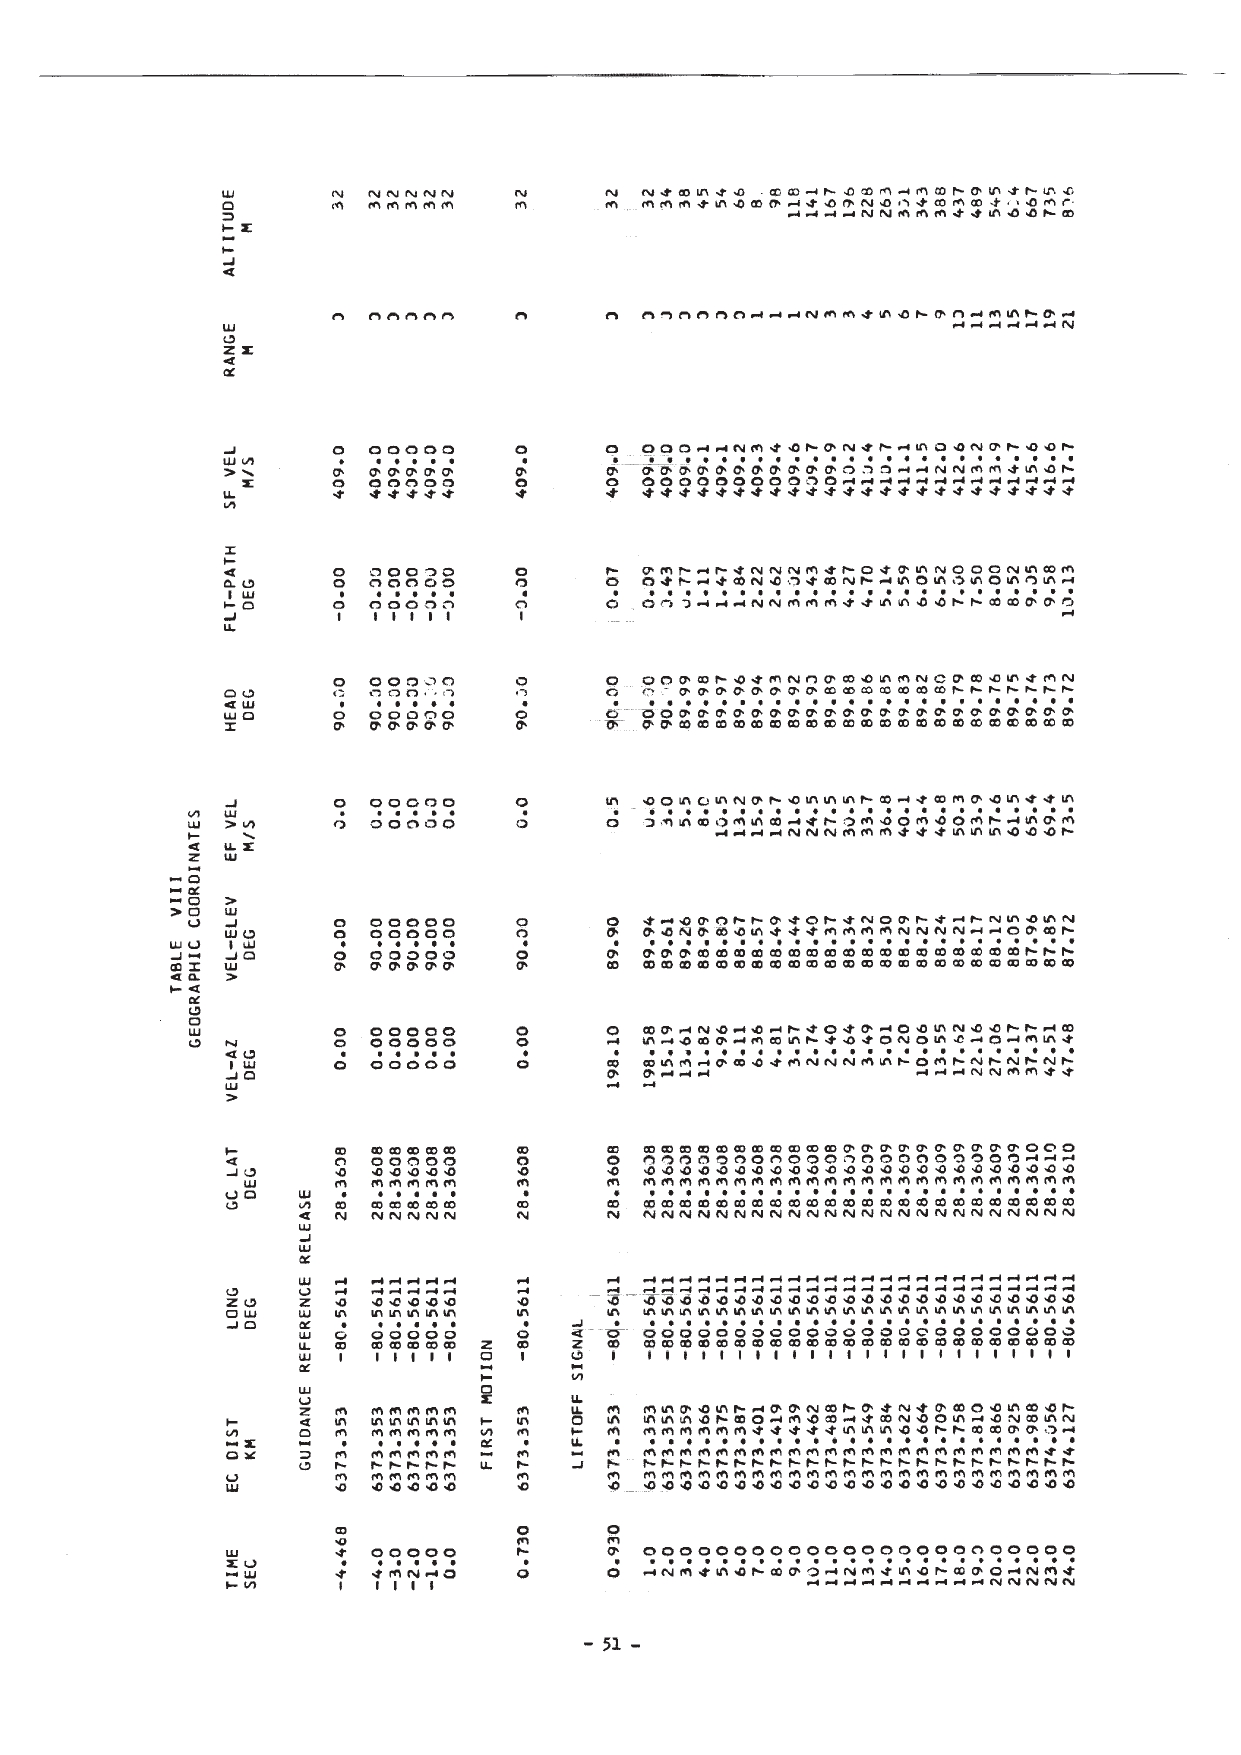 TABLE VIII
GEOGRAPHIC COORDINATES
TIME EC DIST LONG GC LAT VEL-AZ VEL-ELEV EF VEL HEAD FLT-PATH SF VEL RANGE ALTITUDE
SEC KM DEG DEG DEG DEG M/S DEG DEG M/S M M
GUIDANCE REFERENCE RELEASE
-4.468 6373.353 -80.5611 28.3608 0.00 90.00 0.0 90.00 -0.00 409.0 0 32
-4.0 6373.353 -80.5611 28.3608 0.00 90.00 0.0 90.00 -0.00 409.0 0 32
-3.0 6373.353 -80.5611 28.3608 0.00 90.00 0.0 90.00 -0.00 409.0 0 32
-2.0 6373.353 -80.5611 28.3608 0.00 90.00 0.0 90.00 -0.00 409.0 0 32
-1.0 6373.353 -80.5611 28.3608 0.00 90.00 0.0 90.00 -0.00 409.0 0 32
0.0 6373.353 -80.5611 28.3608 0.00 90.00 0.0 90.00 -0.00 409.0 0 32
FIRST MOTION
0.730 6373.353 -80.5611 28.3608 0.00 90.00 0.0 90.00 -0.00 409.0 0 32
LIFTOFF SIGNAL
0.930 6373.353 -80.5611 28.3608 198.10 89.90 0.5 90.00 0.07 409.0 0 32
1.0 6373.353 -80.5611 28.3608 198.58 89.94 0.6 90.00 0.09 409.0 0 32
2.0 6373.355 -80.5611 28.3608 15.19 89.61 3.0 90.00 0.43 409.0 0 34
3.0 6373.359 -80.5611 28.3608 13.61 89.26 5.5 89.99 0.77 409.0 0 38
4.0 6373.366 -80.5611 28.3608 11.82 88.99 8.0 89.98 1.11 409.1 0 45
5.0 6373.375 -80.5611 28.3608 9.96 88.80 10.5 89.97 1.47 409.1 0 54
6.0 6373.387 -80.5611 28.3608 8.11 88.67 13.2 89.96 1.84 409.2 0 66
7.0 6373.401 -80.5611 28.3608 6.36 88.57 15.9 89.94 2.22 409.3 1
8.0 6373.419 -80.5611 28.3608 4.81 88.49 18.7 89.93 2.62 409.4 1 98
9.0 6373.439 -80.5611 28.3608 3.57 88.44 21.6 89.92 3.02 409.6 1 118
10.0 6373.462 -80.5611 28.3608 2.74 88.40 24.5 89.90 3.43 409.7 2 141
11.0 6373.488 -80.5611 28.3608 2.40 88.37 27.5 89.89 3.84 409.9 3 167
12.0 6373.517 -80.5611 28.3609 2.64 88.34 30.5 89.88 4.27 410.2 3 196
13.0 6373.549 -80.5611 28.3609 3.49 88.32 33.7 89.86 4.70 410.4 4 228
14.0 6373.584 -80.5611 28.3609 5.01 88.30 36.8 89.85 5.14 410.7 5 263
15.0 6373.622 -80.5611 28.3609 7.20 88.29 40.1 89.83 5.59 411.1 6 301
16.0 6373.664 -80.5611 28.3609 10.06 88.27 43.4 89.82 6.05 411.5 7 343
17.0 6373.709 -80.5611 28.3609 13.55 88.24 46.8 89.80 6.52 412.0 9 388
18.0 6373.758 -80.5611 28.3609 17.62 88.21 50.3 89.79 7.00 412.6 10 437
19.0 6373.810 -80.5611 28.3609 22.16 88.17 53.9 89.78 7.50 413.2 11 489
20.0 6373.866 -80.5611 28.3609 27.06 88.12 57.6 89.76 8.00 413.9 13 545
21.0 6373.925 -80.5611 28.3609 32.17 88.05 61.5 89.75 8.52 414.7 15 604
22.0 6373.988 -80.5611 28.3610 37.37 87.96 65.4 89.74 9.05 415.6 17 667
23.0 6374.056 -80.5611 28.3610 42.51 87.85 69.4 89.73 9.58 416.6 19 735
24.0 6374.127 -80.5611 28.3610 47.48 87.72 73.5 89.72 10.13 417.7 21 806
- 51 -